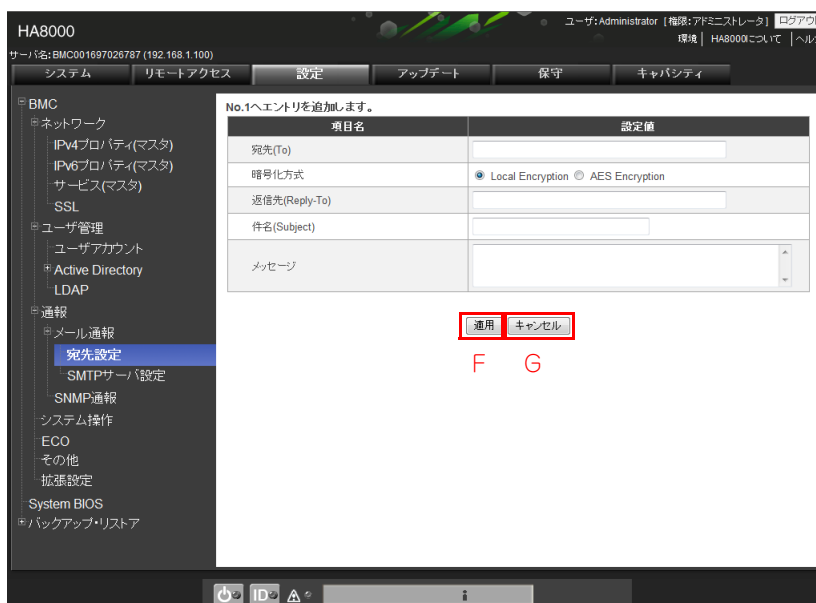 HA8000
ユーザ:Administrator [権限:アドミニストレータ] ログアウ
環境 | HA8000について | ヘル
サーバ名:BMC001697026787 (192.168.1.100)
システム リモートアクセス 設定 アップデート 保守 キャパシティ
BMC
ネットワーク
IPv4プロパティ(マスタ)
IPv6プロパティ(マスタ)
サービス(マスタ)
SSL
ユーザ管理
ユーザアカウント
Active Directory
LDAP
通報
メール通報
宛先設定
SMTPサーバ設定
SNMP通報
システム操作
ECO
その他
拡張設定
System BIOS
バックアップ・リストア
No.1へエントリを追加します。
項目名 設定値
宛先(To)
暗号化方式 Local Encryption AES Encryption
返信先(Reply-To)
件名(Subject)
メッセージ
適用 キャンセル
F G
ID